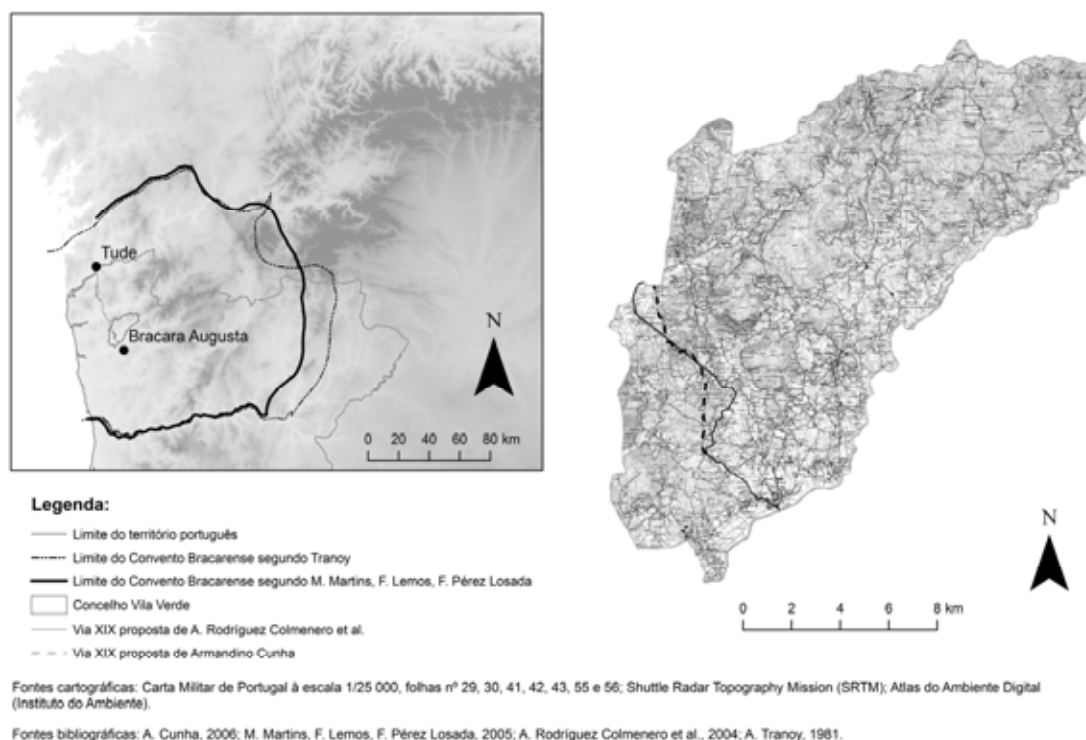 Tude
Bracara Augusta
N
0 20 40 60 80 km
N
0 2 4 6 8 km
Legenda:
Limite do território português
Limite do Convento Bracarense segundo Tranoy
Limite do Convento Bracarense segundo M. Martins, F. Lemos, F. Pérez Losada
Concelho Vila Verde
Via XIX proposta de A. Rodríguez Colmenero et al.
Via XIX proposta de Armandino Cunha
Fontes cartográficas: Carta Militar de Portugal à escala 1/25 000, folhas nº 29, 30, 41, 42, 43, 55 e 56; Shuttle Radar Topography Mission (SRTM); Atlas do Ambiente Digital
(Instituto do Ambiente).
Fontes bibliográficas: A. Cunha, 2006; M. Martins, F. Lemos, F. Pérez Losada, 2005; A. Rodríguez Colmenero et al., 2004; A. Tranoy, 1981.